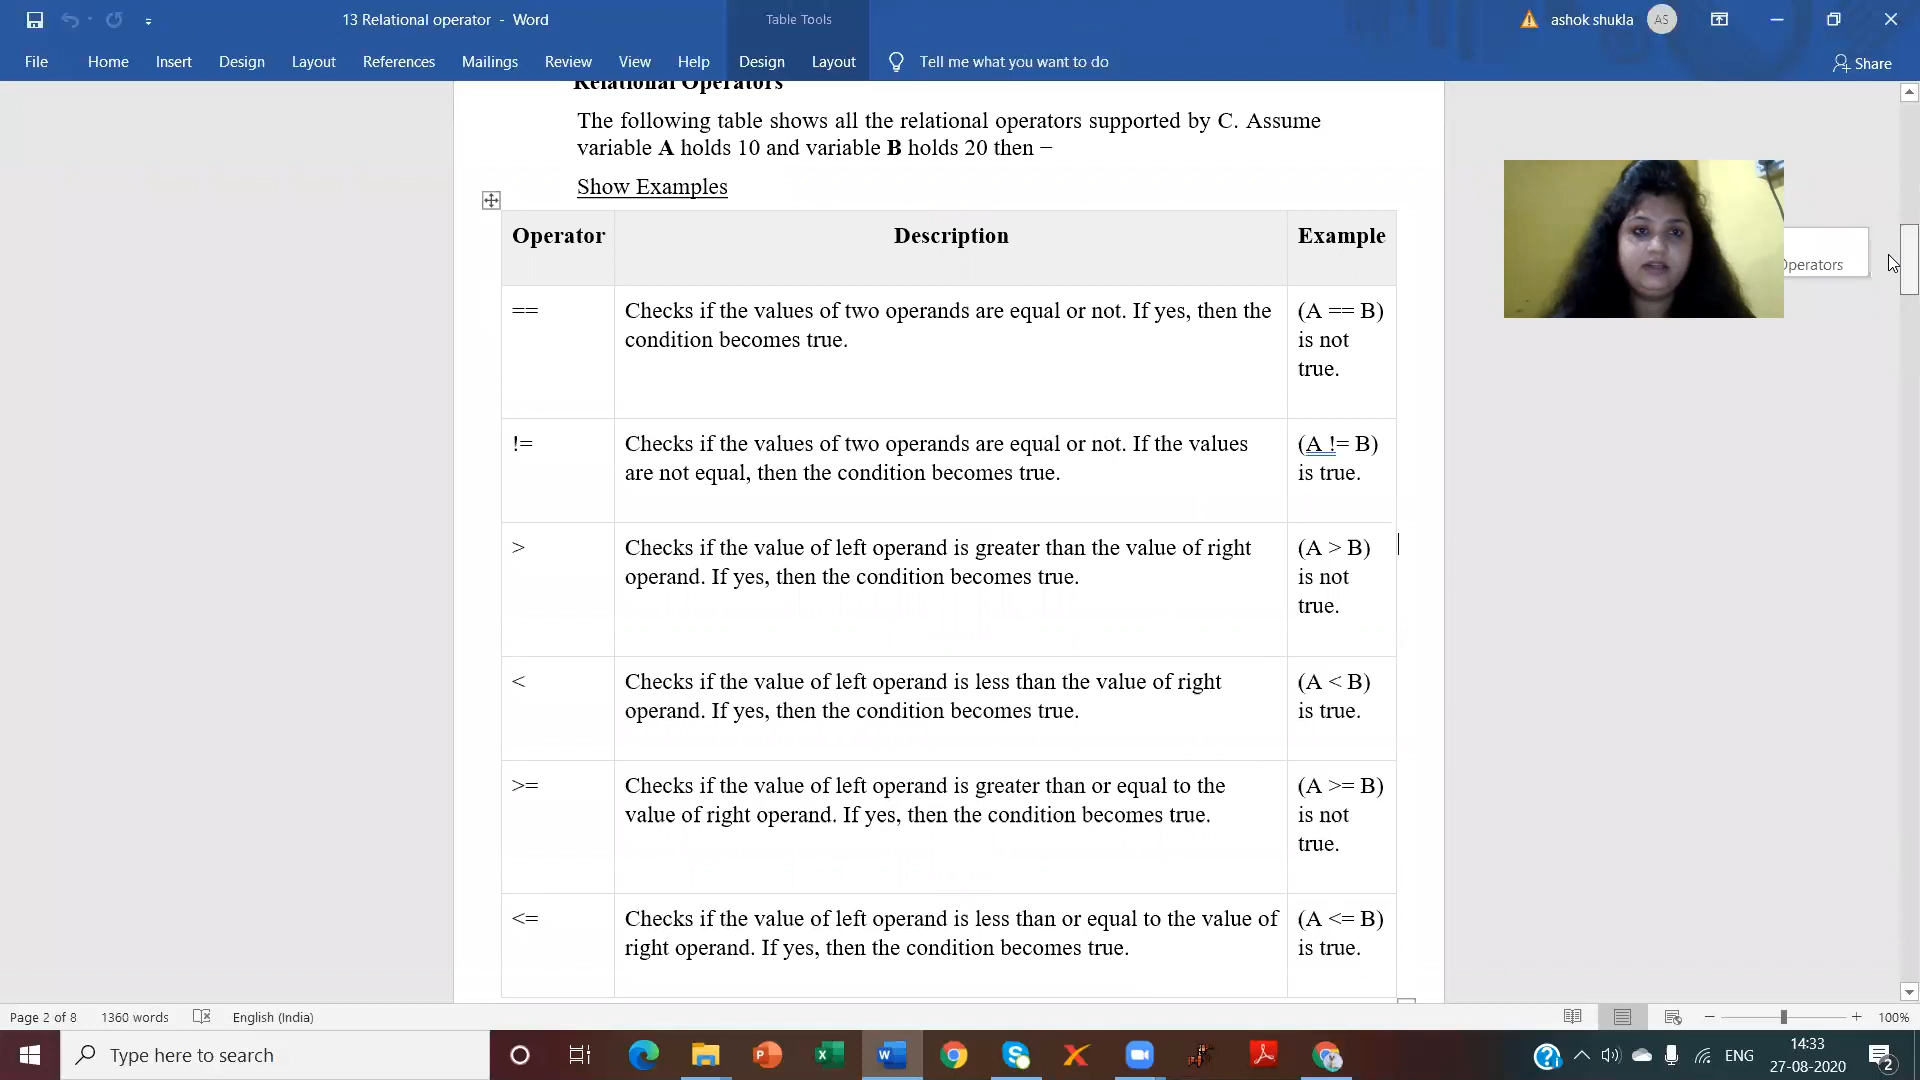 13 Relational operator - Word
Table Tools
ashok shukla
AS
File Home Insert Design Layout References Mailings Review View Help Design Layout Tell me what you want to do Share
Relational Operators
The following table shows all the relational operators supported by C. Assume
variable A holds 10 and variable B holds 20 then −
Show Examples
Operator Description Example
== Checks if the values of two operands are equal or not. If yes, then the (A == B)
condition becomes true. is not
true.
!= Checks if the values of two operands are equal or not. If the values (A != B)
are not equal, then the condition becomes true. is true.
> Checks if the value of left operand is greater than the value of right (A > B)
operand. If yes, then the condition becomes true. is not
true.
< Checks if the value of left operand is less than the value of right (A < B)
operand. If yes, then the condition becomes true. is true.
>= Checks if the value of left operand is greater than or equal to the (A >= B)
value of right operand. If yes, then the condition becomes true. is not
true.
<= Checks if the value of left operand is less than or equal to the value of (A <= B)
right operand. If yes, then the condition becomes true. is true.
Operators
Page 2 of 8 1360 words English (India) 100%
Type here to search
ENG
14:33
27-08-2020
2